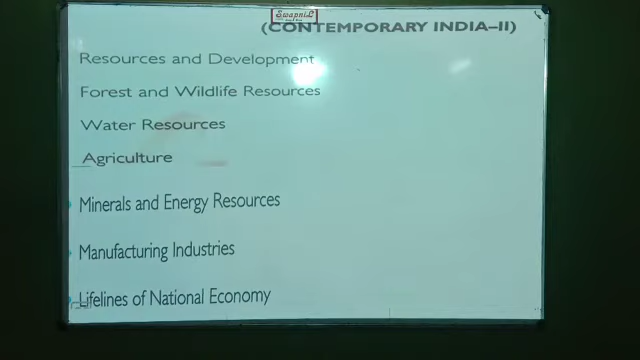 Swapnil
(CONTEMPORARY INDIA–II)
Resources and Development
Forest and Wildlife Resources
Water Resources
Agriculture
Minerals and Energy Resources
Manufacturing Industries
Lifelines of National Economy